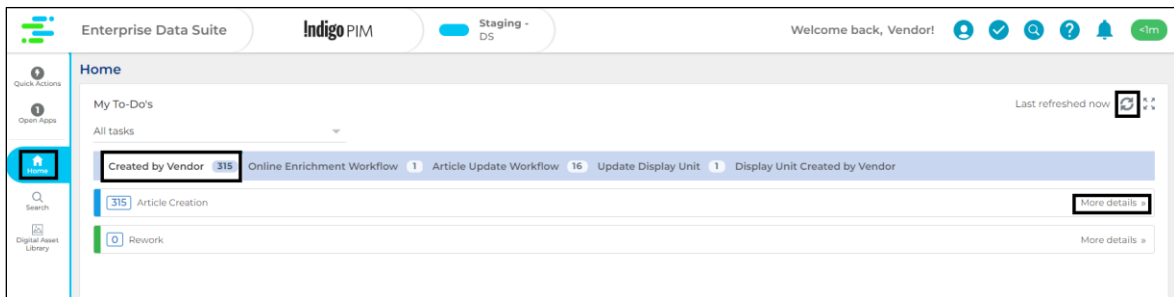 Enterprise Data Suite
!ndigo PIM
Staging -
DS
Welcome back, Vendor!
<1m
Quick Actions
1
Open Apps
Home
Search
Digital Asset
Library
Home
My To-Do's
Last refreshed now
All tasks
Created by Vendor 315 Online Enrichment Workflow 1 Article Update Workflow 16 Update Display Unit 1 Display Unit Created by Vendor
315 Article Creation More details »
0 Rework More details »